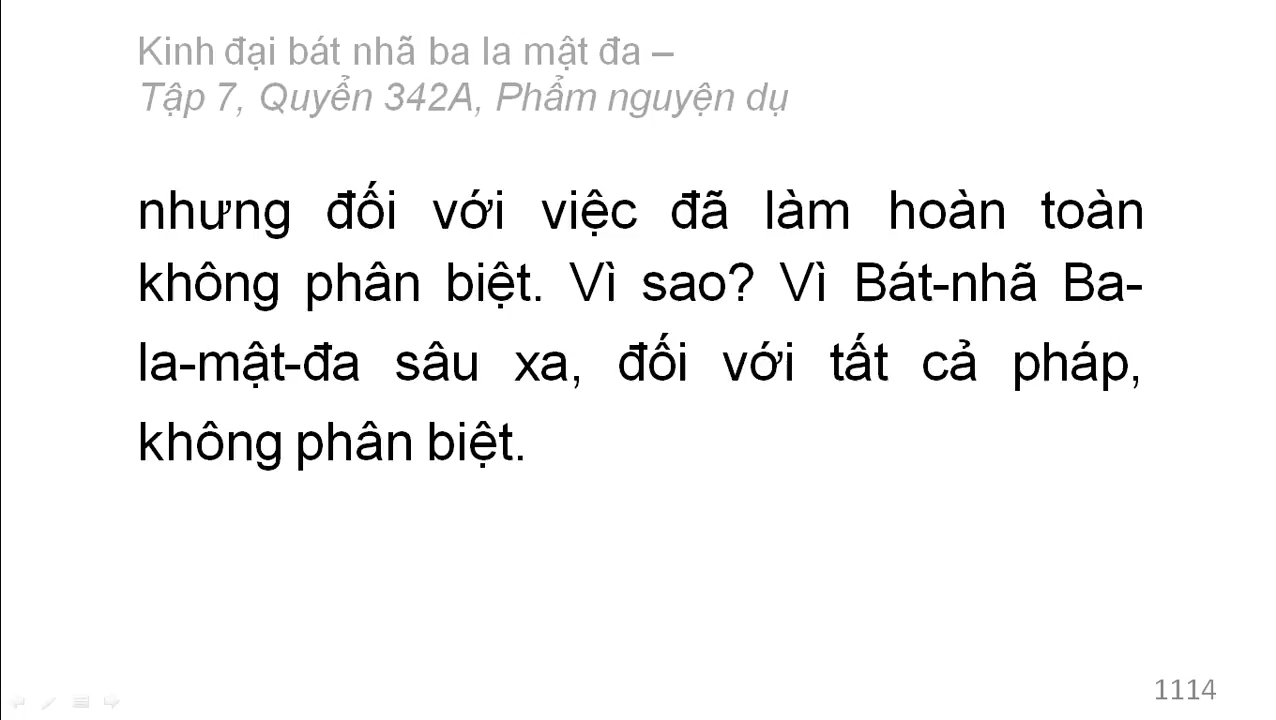 Kinh đại bát nhã ba la mật đa –
Tập 7, Quyển 342A, Phẩm nguyện dụ
nhưng đối với việc đã làm hoàn toàn
không phân biệt. Vì sao? Vì Bát-nhã Ba-
la-mật-đa sâu xa, đối với tất cả pháp,
không phân biệt.
1114